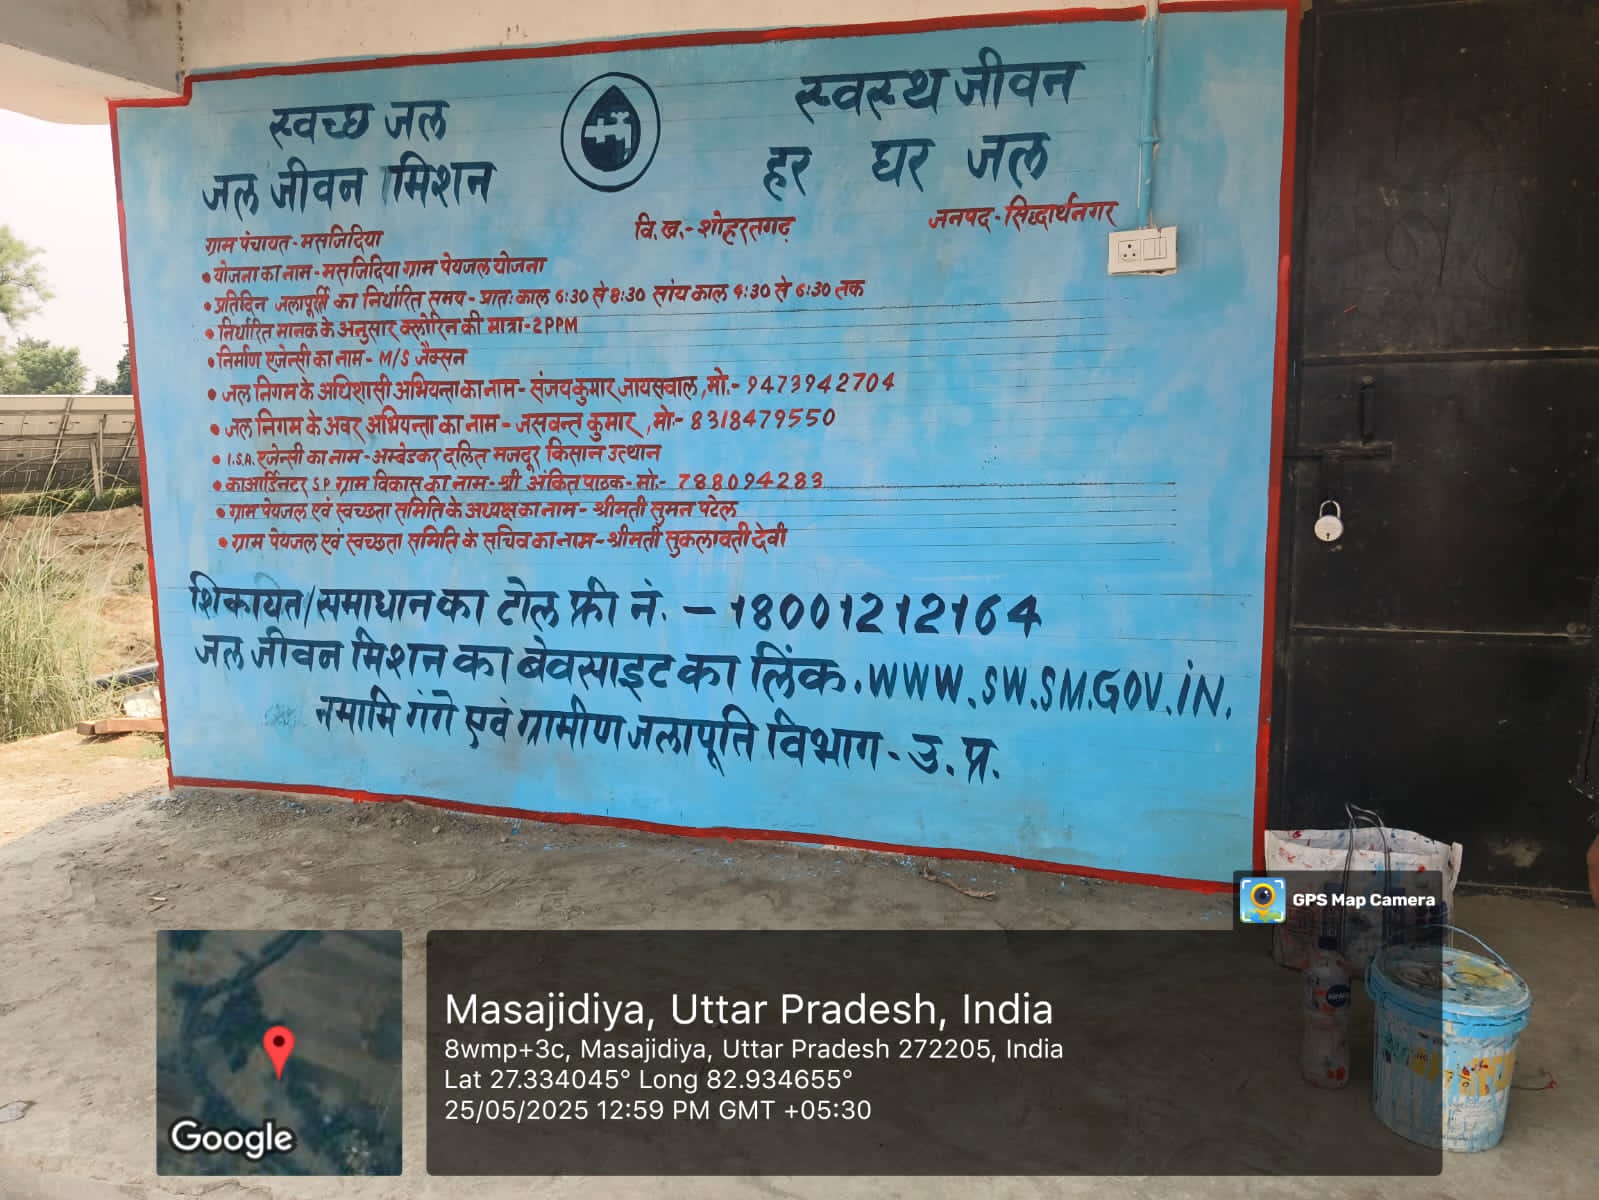 स्वच्छ जल
स्वस्थ जीवन
जल जीवन मिशन
हर घर जल
ग्राम पंचायत-मसजिदिया
वि.ख.-शोहरतगढ़
जनपद-सिद्धार्थनगर
• योजना का नाम-मसजिदिया ग्राम पेयजल योजना
• प्रतिदिन जलापूर्ति का निर्धारित समय-प्रातःकाल 6:30 से 8:30 सांय काल 4:30 से 6:30 तक
• निर्धारित मानक के अनुसार क्लोरिन की मात्रा-2PPM
• निर्माण एजेन्सी का नाम- M/S जैक्सन
• जल निगम के अधिशासी अभियन्ता का नाम- संजय कुमार जायसवाल, मो.- 9473942704
• जल निगम के अवर अभियन्ता का नाम-जसवन्त कुमार, मो:- 8318479550
• I.S.A. एजेन्सी का नाम-अम्बेडकर दलित मजदूर किसान उत्थान
• काआर्डिनटर S.P. ग्राम विकास का नाम-श्री अंकित पाठक-मो:- 788094283
• ग्राम पेयजल एवं स्वच्छता समिति के अध्यक्ष का नाम- श्रीमती सुमन पटेल
• ग्राम पेयजल एवं स्वच्छता समिति के सचिव का नाम-श्रीमती सुकलावती देवी
शिकायेत/समाधान का टोल फ्री नं. - 18001212164
जल जीवन मिशन का बेवसाइट का लिंक. WWW.SW.SM.GOV.iN.
नमामि गंगे एवं ग्रामीण जलापूति विभाग-उ.प्र.
GPS Map Camera
Masajidiya, Uttar Pradesh, India
8wmp+3c, Masajidiya, Uttar Pradesh 272205, India
Lat 27.334045° Long 82.934655°
25/05/2025 12:59 PM GMT +05:30
Google